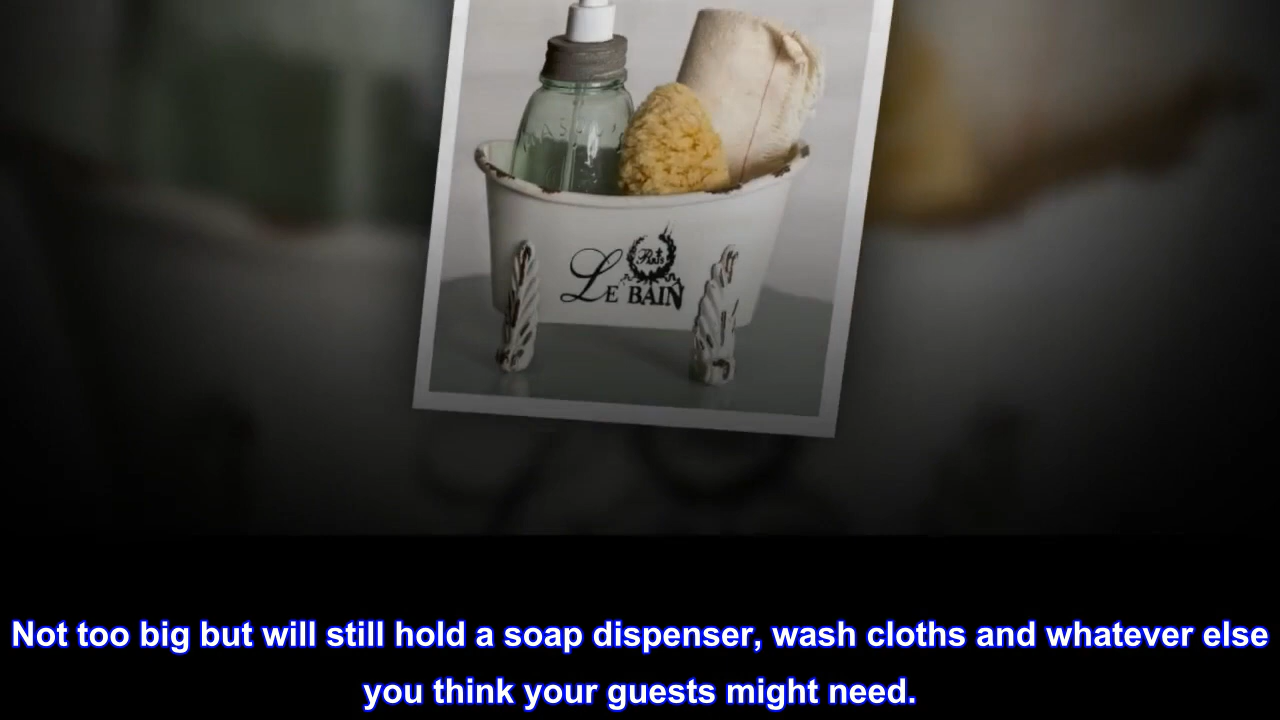 Paris
LE BAIN
Not too big but will still hold a soap dispenser, wash cloths and whatever else
you think your guests might need.